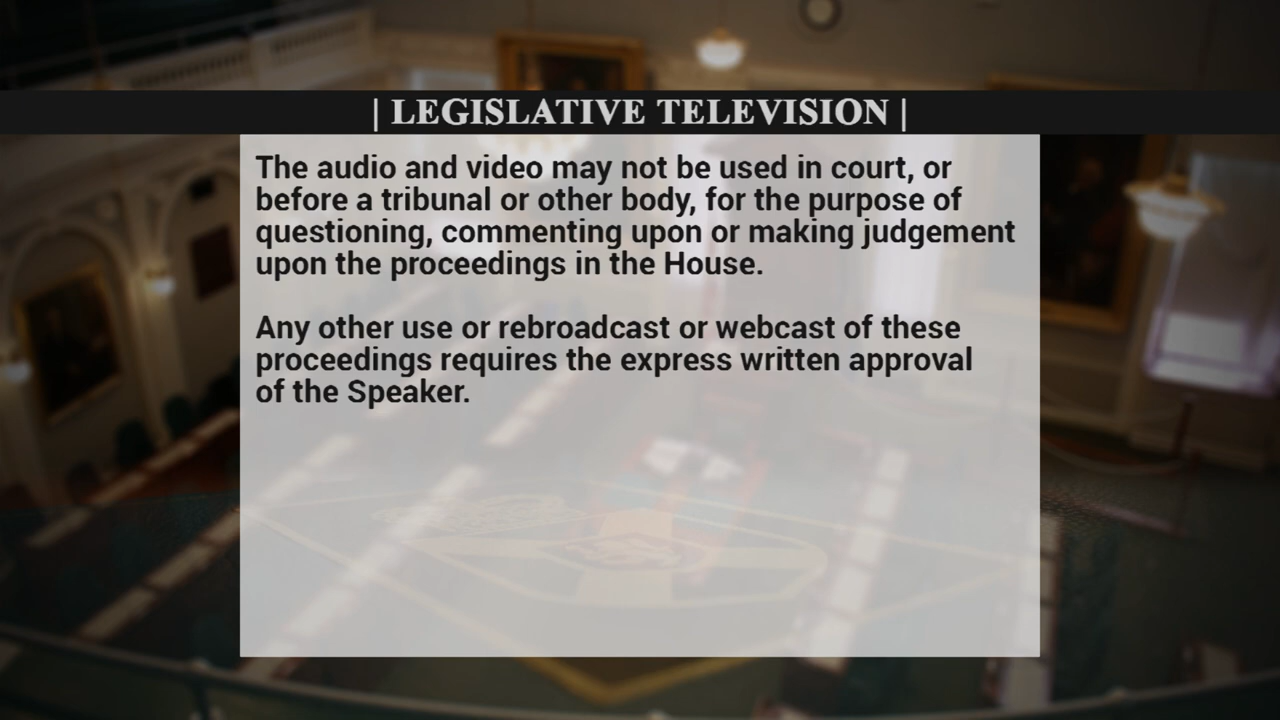 | LEGISLATIVE TELEVISION |
The audio and video may not be used in court, or
before a tribunal or other body, for the purpose of
questioning, commenting upon or making judgement
upon the proceedings in the House.
Any other use or rebroadcast or webcast of these
proceedings requires the express written approval
of the Speaker.